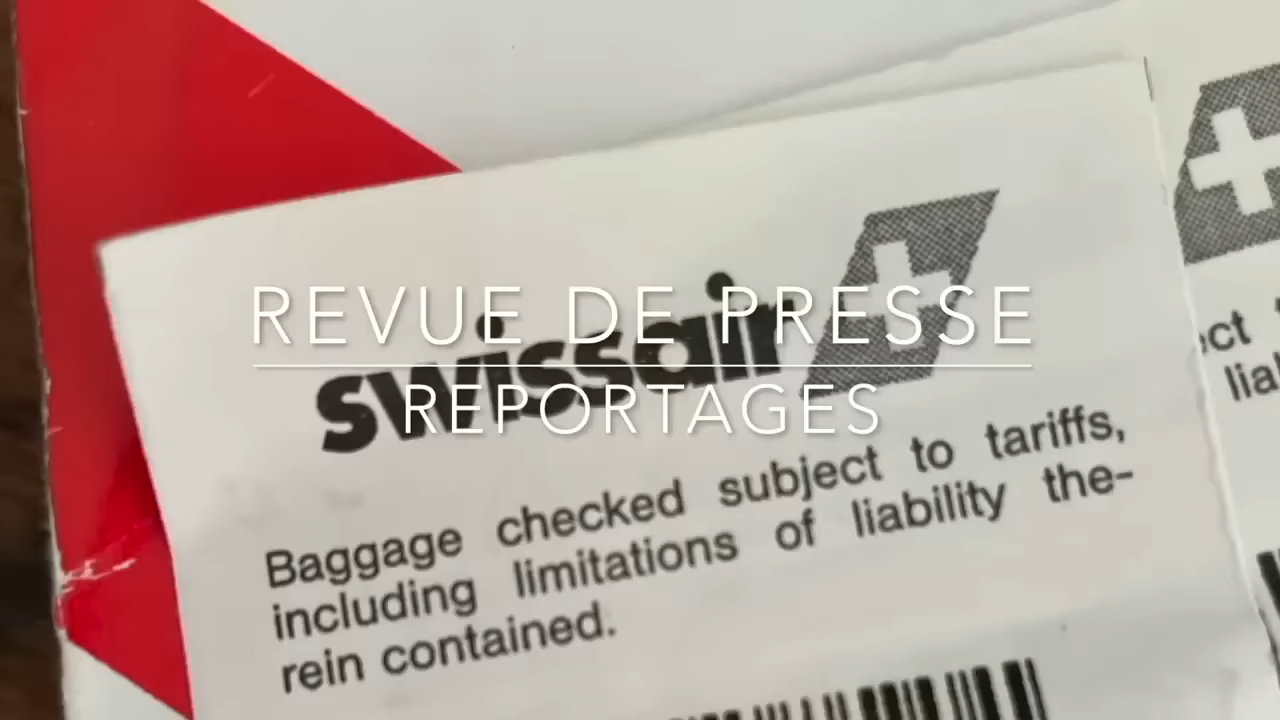 REVUE DE PRESSE
swissair
REPORTAGES
Baggage checked subject to tariffs,
including limitations of liability the-
rein contained.
ect
lia